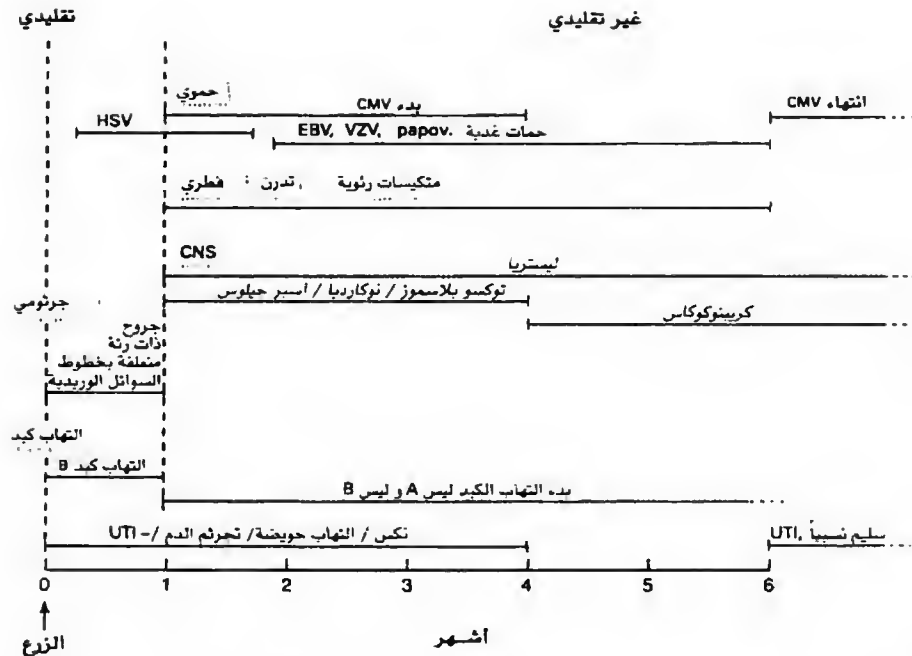 تقليدي
غير تقليدي
حموي
بدء CMV
انتهاء CMV
HSV
EBV, VZV, papov. حمات غدية
فطري : تدرن , متكيسات رئوية
CNS
ليستريا
توكسو بلاسموز / نوكارديا / أسبر جيلوس
جرثومي
كريبتوكوكاس
جروح
ذات رئة
متعلقة بخطوط
السوائل الوريدية
التهاب كبد
التهاب كبد B
بدء التهاب الكبد ليس A و ليس B
UTI -/ تجرثم الدم / التهاب حويضة / نكس
UTI, سليم نسبياً
0 1 2 3 4 5 6
الزرع
أشهر